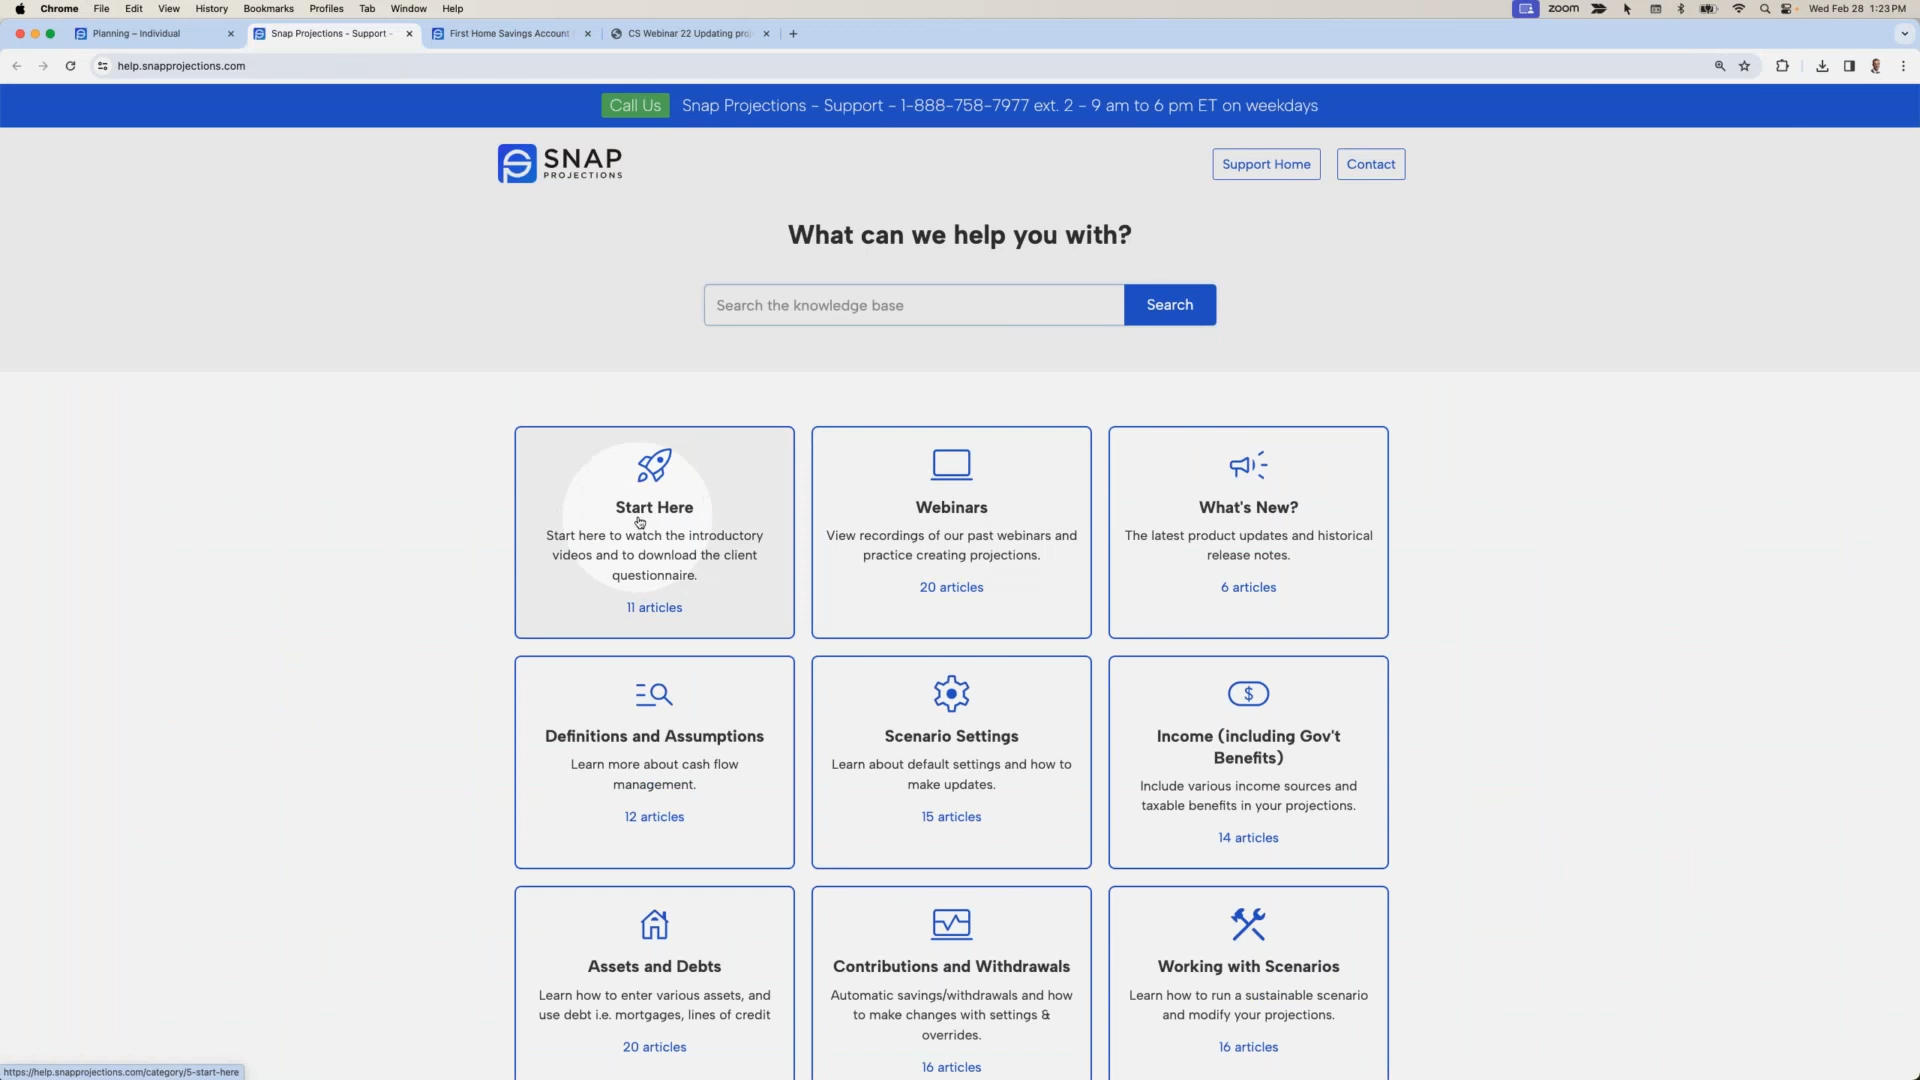 Chrome File Edit View History Bookmarks Profiles Tab Window Help zoom Wed Feb 28 1:23 PM
Planning – Individual Snap Projections - Support - First Home Savings Account CS Webinar 22 Updating proj
help.snapprojections.com
Call Us Snap Projections - Support - 1-888-758-7977 ext. 2 - 9 am to 6 pm ET on weekdays
SNAP
PROJECTIONS
Support Home Contact
What can we help you with?
Search the knowledge base Search
Start Here
Start here to watch the introductory
videos and to download the client
questionnaire.
11 articles
Webinars
View recordings of our past webinars and
practice creating projections.
20 articles
What's New?
The latest product updates and historical
release notes.
6 articles
Definitions and Assumptions
Learn more about cash flow
management.
12 articles
Scenario Settings
Learn about default settings and how to
make updates.
15 articles
$
Income (including Gov't
Benefits)
Include various income sources and
taxable benefits in your projections.
14 articles
Assets and Debts
Learn how to enter various assets, and
use debt i.e. mortgages, lines of credit
20 articles
Contributions and Withdrawals
Automatic savings/withdrawals and how
to make changes with settings &
overrides.
16 articles
Working with Scenarios
Learn how to run a sustainable scenario
and modify your projections.
16 articles
https://help.snapprojections.com/category/5-start-here